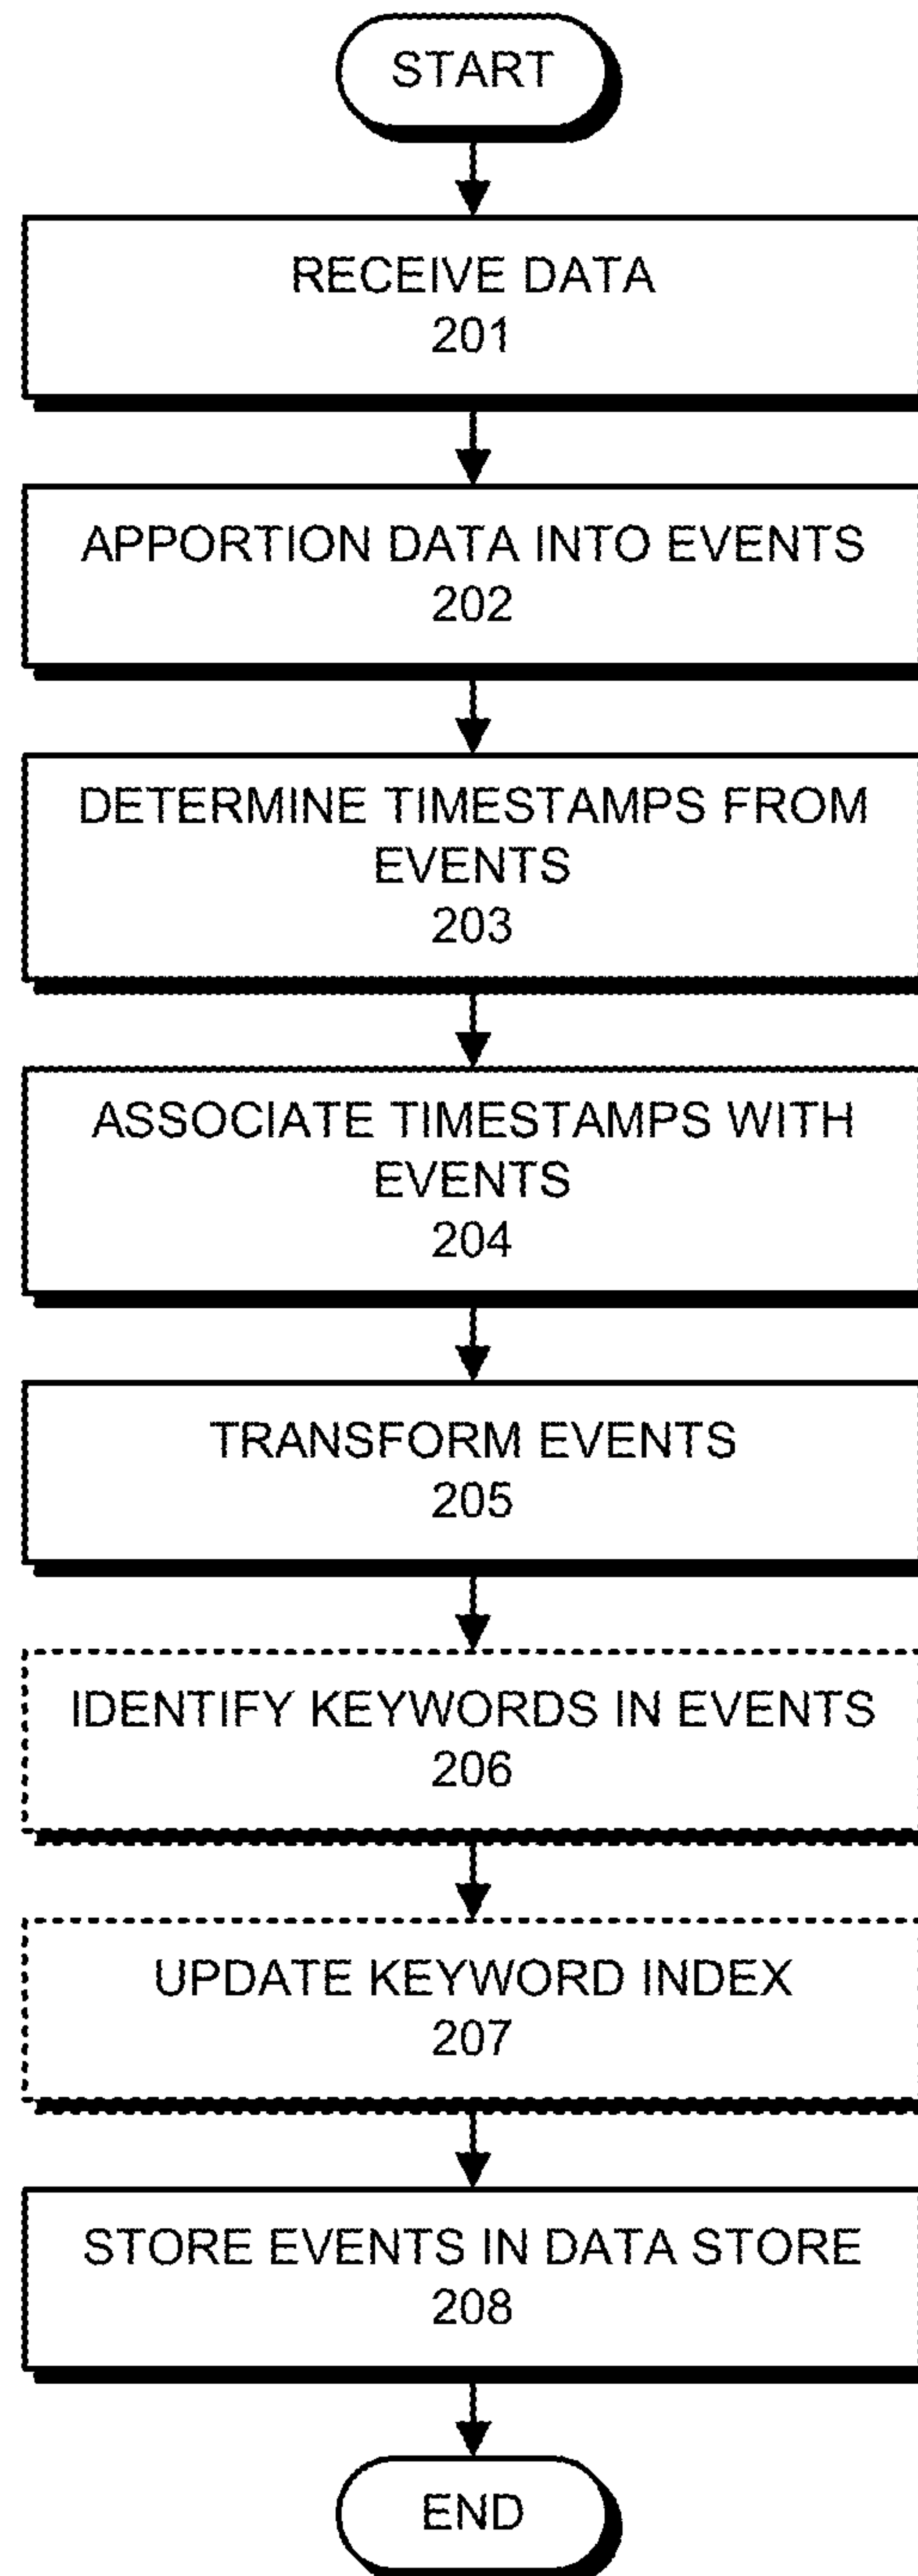 START
RECEIVE DATA
201
APPORTION DATA INTO EVENTS
202
DETERMINE TIMESTAMPS FROM
EVENTS
203
ASSOCIATE TIMESTAMPS WITH
EVENTS
204
TRANSFORM EVENTS
205
IDENTIFY KEYWORDS IN EVENTS
206
UPDATE KEYWORD INDEX
207
STORE EVENTS IN DATA STORE
208
END